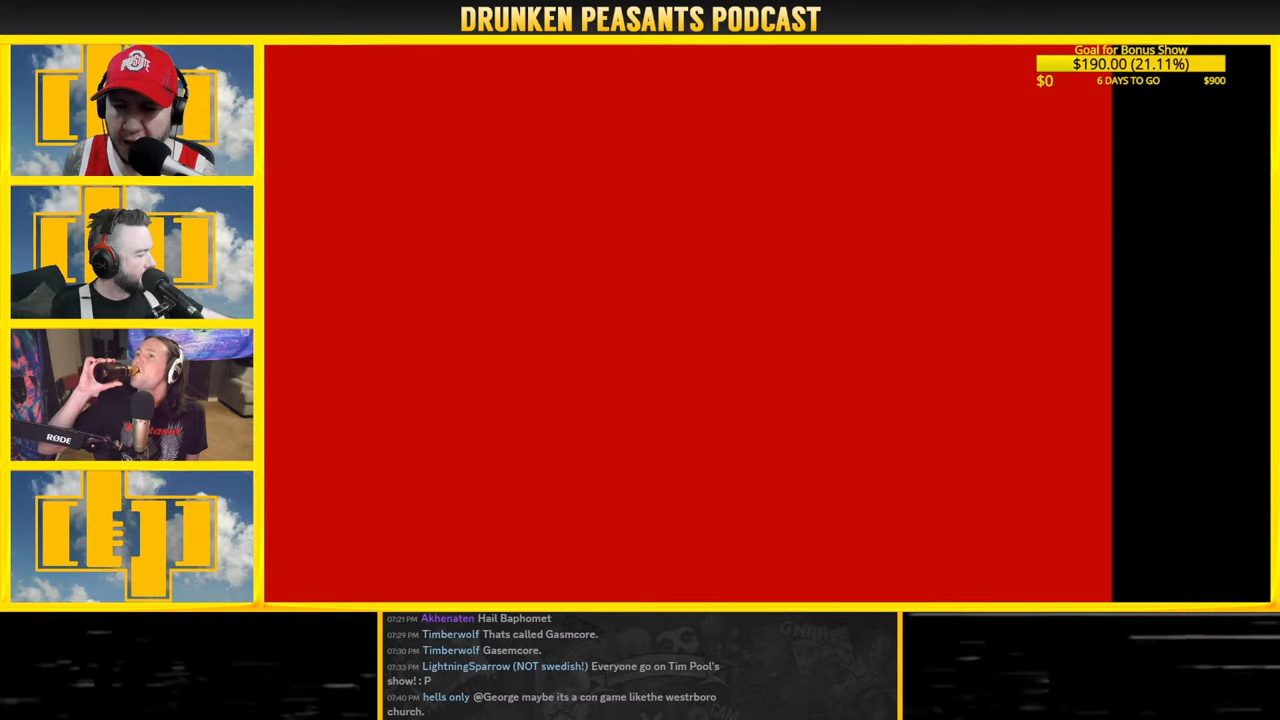 DRUNKEN PEASANTS PODCAST
Goal for Bonus Show
$190.00 (21.11%)
$0 6 DAYS TO GO $900
RØDE
07:21 PM Akhenaten Hail Baphomet
07:29 PM Timberwolf Thats called Gasmcore.
07:30 PM Timberwolf Gasemcore.
07:33 PM LightningSparrow (NOT swedish!) Everyone go on Tim Pool's
show! : P
07:40 PM hells only @George maybe its a con game likethe westrboro
church.